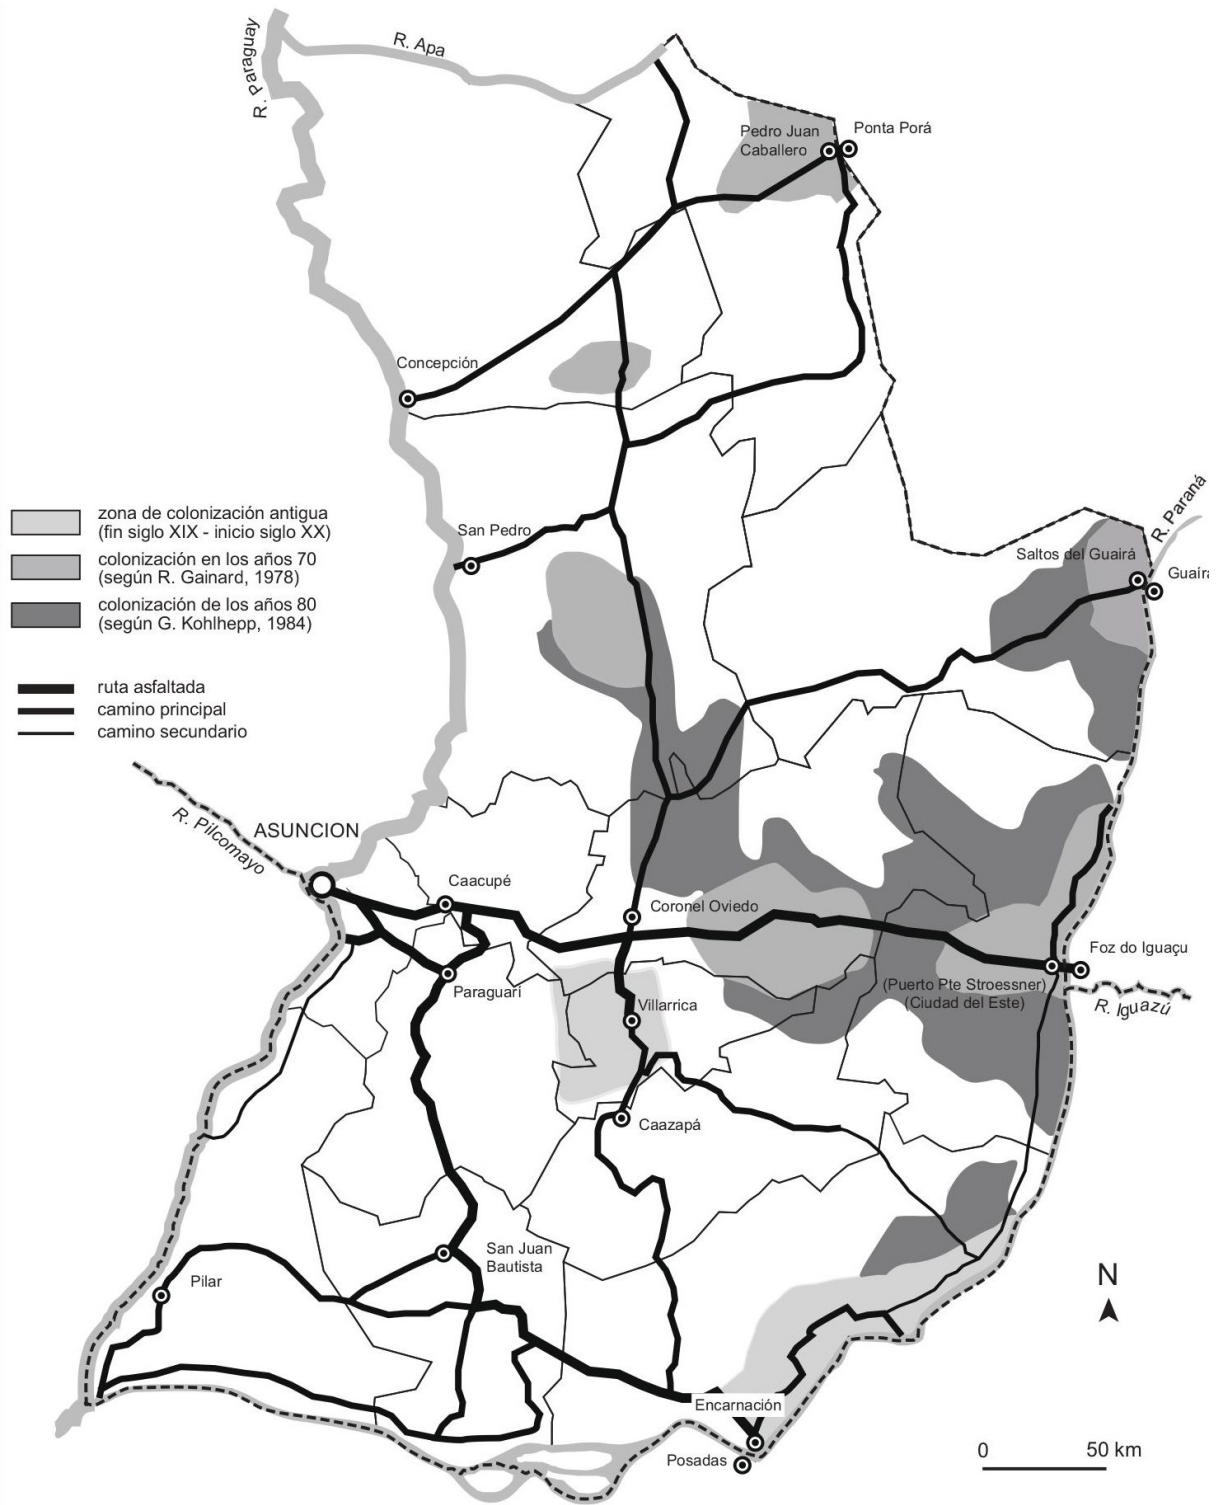 R. Paraguay
R. Apa
Pedro Juan
Caballero
Ponta Porá
Concepción
zona de colonización antigua
(fin siglo XIX - inicio siglo XX)
colonización en los años 70
(según R. Gainard, 1978)
colonización de los años 80
(según G. Kohlhepp, 1984)
ruta asfaltada
camino principal
camino secundario
San Pedro
R. Paraná
Saltos del Guairá
Guaíra
R. Pilcomayo
ASUNCION
Caacupé
Coronel Oviedo
Paraguarí
Villarrica
Foz do Iguaçu
(Puerto Pte Stroessner)
(Ciudad del Este)
R. Iguazú
Caazapá
San Juan
Bautista
Pilar
N
Encarnación
Posadas
0 50 km